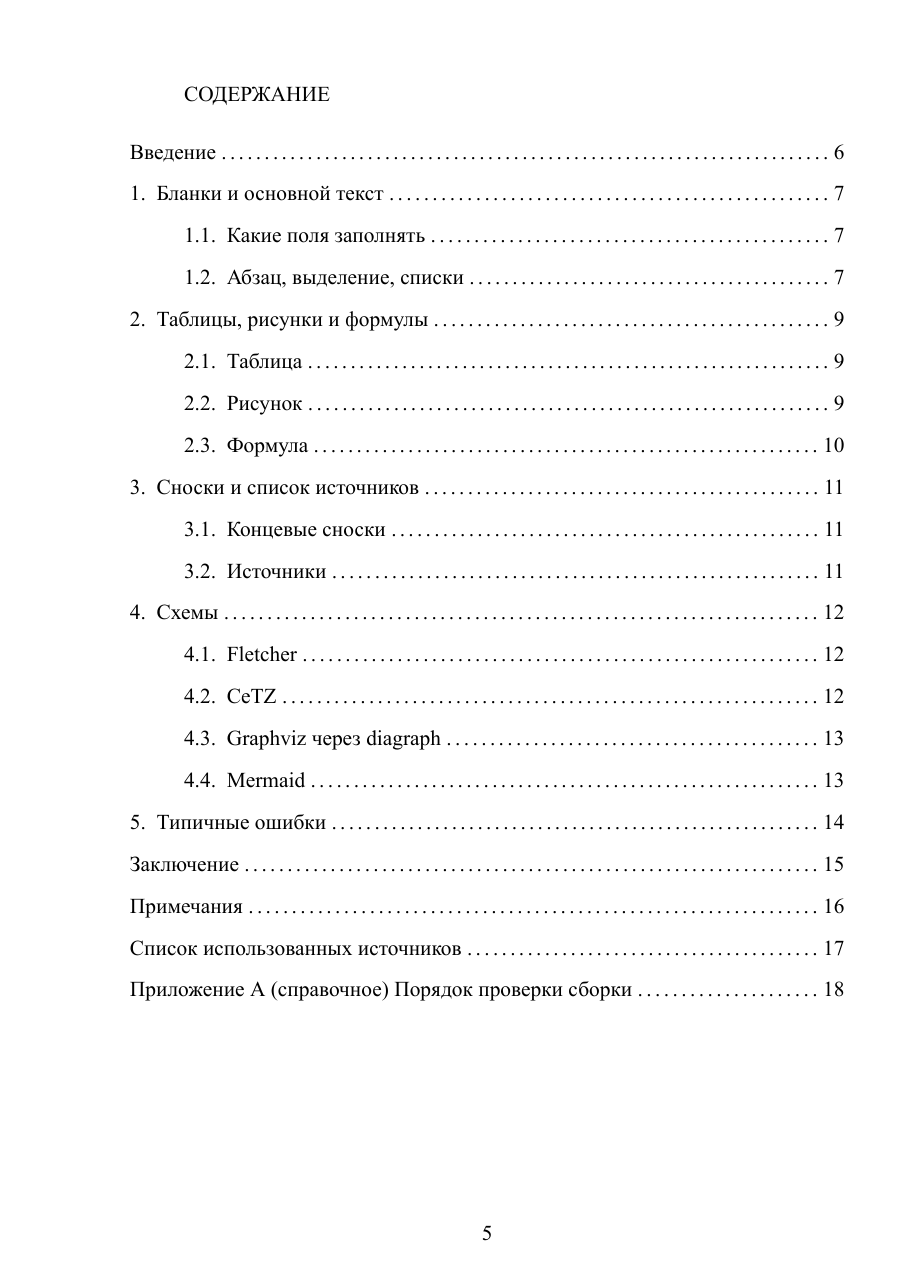 СОДЕРЖАНИЕ
Введение . . . . . . . . . . . . . . . . . . . . . . . . . . . . . . . . . . . . . . . . . . . . . . . . . . . . . . . . . . . . . . . . . . . . . . . 6
1. Бланки и основной текст . . . . . . . . . . . . . . . . . . . . . . . . . . . . . . . . . . . . . . . . . . . . . . . . . . . 7
1.1. Какие поля заполнять . . . . . . . . . . . . . . . . . . . . . . . . . . . . . . . . . . . . . . . . . . . . . . 7
1.2. Абзац, выделение, списки . . . . . . . . . . . . . . . . . . . . . . . . . . . . . . . . . . . . . . . . . . 7
2. Таблицы, рисунки и формулы . . . . . . . . . . . . . . . . . . . . . . . . . . . . . . . . . . . . . . . . . . . . . . 9
2.1. Таблица . . . . . . . . . . . . . . . . . . . . . . . . . . . . . . . . . . . . . . . . . . . . . . . . . . . . . . . . . . . . . 9
2.2. Рисунок . . . . . . . . . . . . . . . . . . . . . . . . . . . . . . . . . . . . . . . . . . . . . . . . . . . . . . . . . . . . . 9
2.3. Формула . . . . . . . . . . . . . . . . . . . . . . . . . . . . . . . . . . . . . . . . . . . . . . . . . . . . . . . . . . . 10
3. Сноски и список источников . . . . . . . . . . . . . . . . . . . . . . . . . . . . . . . . . . . . . . . . . . . . . . 11
3.1. Концевые сноски . . . . . . . . . . . . . . . . . . . . . . . . . . . . . . . . . . . . . . . . . . . . . . . . . . 11
3.2. Источники . . . . . . . . . . . . . . . . . . . . . . . . . . . . . . . . . . . . . . . . . . . . . . . . . . . . . . . . . 11
4. Схемы . . . . . . . . . . . . . . . . . . . . . . . . . . . . . . . . . . . . . . . . . . . . . . . . . . . . . . . . . . . . . . . . . . . . . 12
4.1. Fletcher . . . . . . . . . . . . . . . . . . . . . . . . . . . . . . . . . . . . . . . . . . . . . . . . . . . . . . . . . . . . 12
4.2. CeTZ . . . . . . . . . . . . . . . . . . . . . . . . . . . . . . . . . . . . . . . . . . . . . . . . . . . . . . . . . . . . . . . 12
4.3. Graphviz через diagraph . . . . . . . . . . . . . . . . . . . . . . . . . . . . . . . . . . . . . . . . . . . 13
4.4. Mermaid . . . . . . . . . . . . . . . . . . . . . . . . . . . . . . . . . . . . . . . . . . . . . . . . . . . . . . . . . . . 13
5. Типичные ошибки . . . . . . . . . . . . . . . . . . . . . . . . . . . . . . . . . . . . . . . . . . . . . . . . . . . . . . . . . 14
Заключение . . . . . . . . . . . . . . . . . . . . . . . . . . . . . . . . . . . . . . . . . . . . . . . . . . . . . . . . . . . . . . . . . . . 15
Примечания . . . . . . . . . . . . . . . . . . . . . . . . . . . . . . . . . . . . . . . . . . . . . . . . . . . . . . . . . . . . . . . . . . 16
Список использованных источников . . . . . . . . . . . . . . . . . . . . . . . . . . . . . . . . . . . . . . . . . 17
Приложение А (справочное) Порядок проверки сборки . . . . . . . . . . . . . . . . . . . . . 18
5